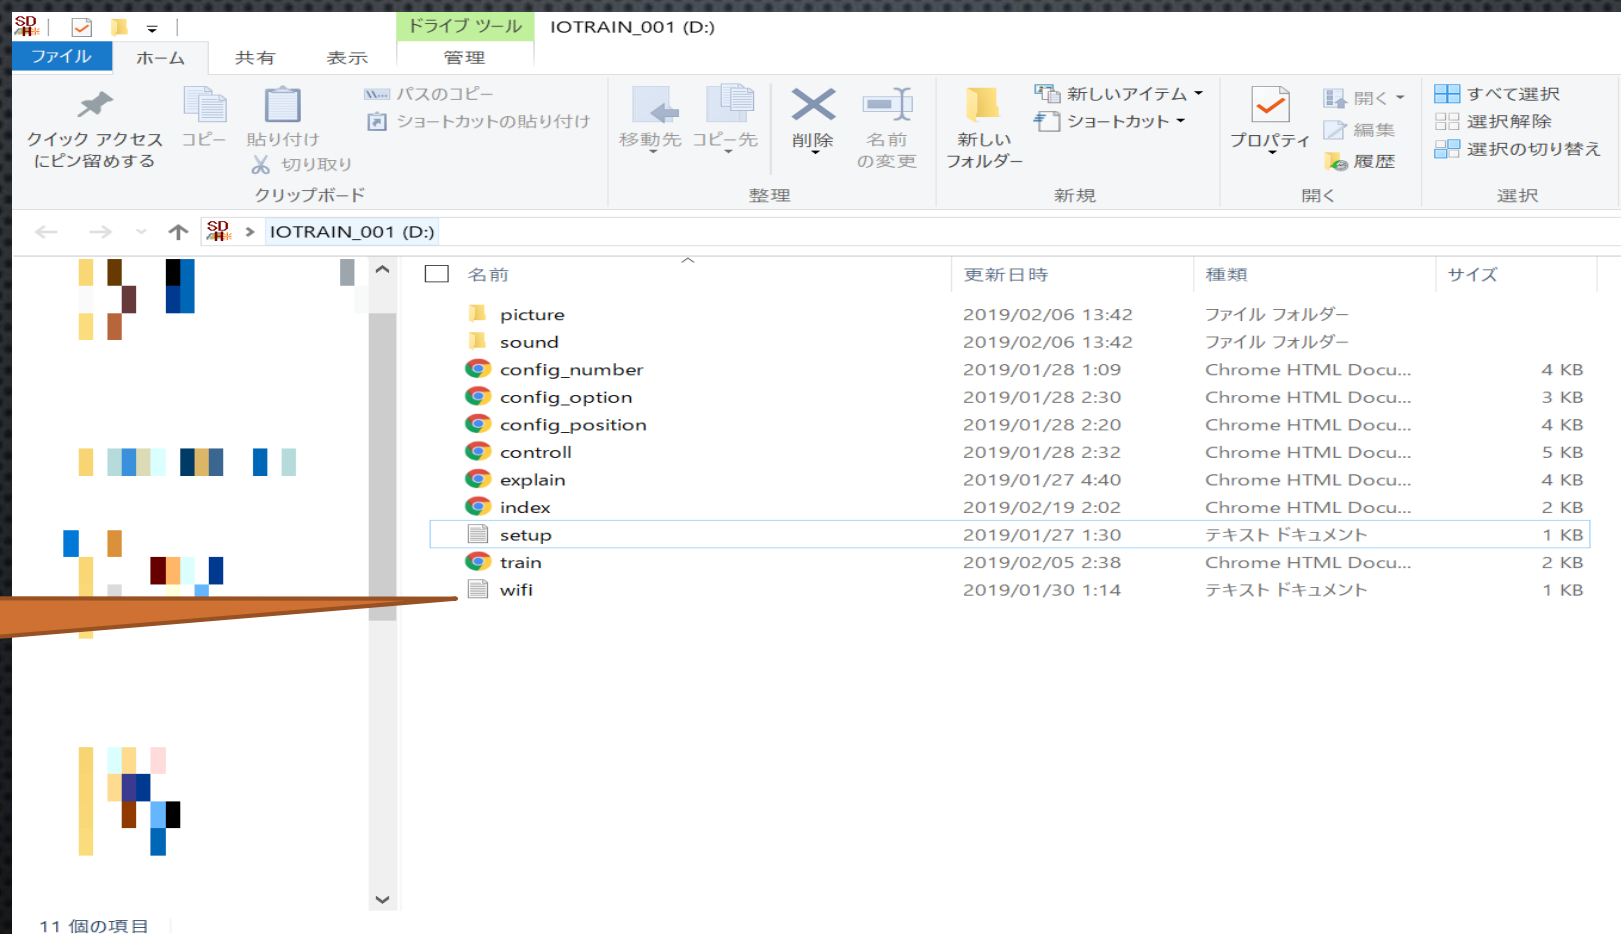 ドライブ ツール IOTRAIN_001 (D:)
ファイル ホーム 共有 表示 管理
クイック アクセス
にピン留めする
コピー
貼り付け
パスのコピー
ショートカットの貼り付け
切り取り
クリップボード
移動先
コピー先
削除
名前
の変更
整理
新しい
フォルダー
新しいアイテム
ショートカット
新規
プロパティ
開く
編集
履歴
開く
すべて選択
選択解除
選択の切り替え
選択
SD
IOTRAIN_001 (D:)
名前 更新日時 種類 サイズ
picture 2019/02/06 13:42 ファイル フォルダー
sound 2019/02/06 13:42 ファイル フォルダー
config_number 2019/01/28 1:09 Chrome HTML Docu... 4 KB
config_option 2019/01/28 2:30 Chrome HTML Docu... 3 KB
config_position 2019/01/28 2:20 Chrome HTML Docu... 4 KB
controll 2019/01/28 2:32 Chrome HTML Docu... 5 KB
explain 2019/01/27 4:40 Chrome HTML Docu... 4 KB
index 2019/02/19 2:02 Chrome HTML Docu... 2 KB
setup 2019/01/27 1:30 テキスト ドキュメント 1 KB
train 2019/02/05 2:38 Chrome HTML Docu... 2 KB
wifi 2019/01/30 1:14 テキスト ドキュメント 1 KB
11 個の項目